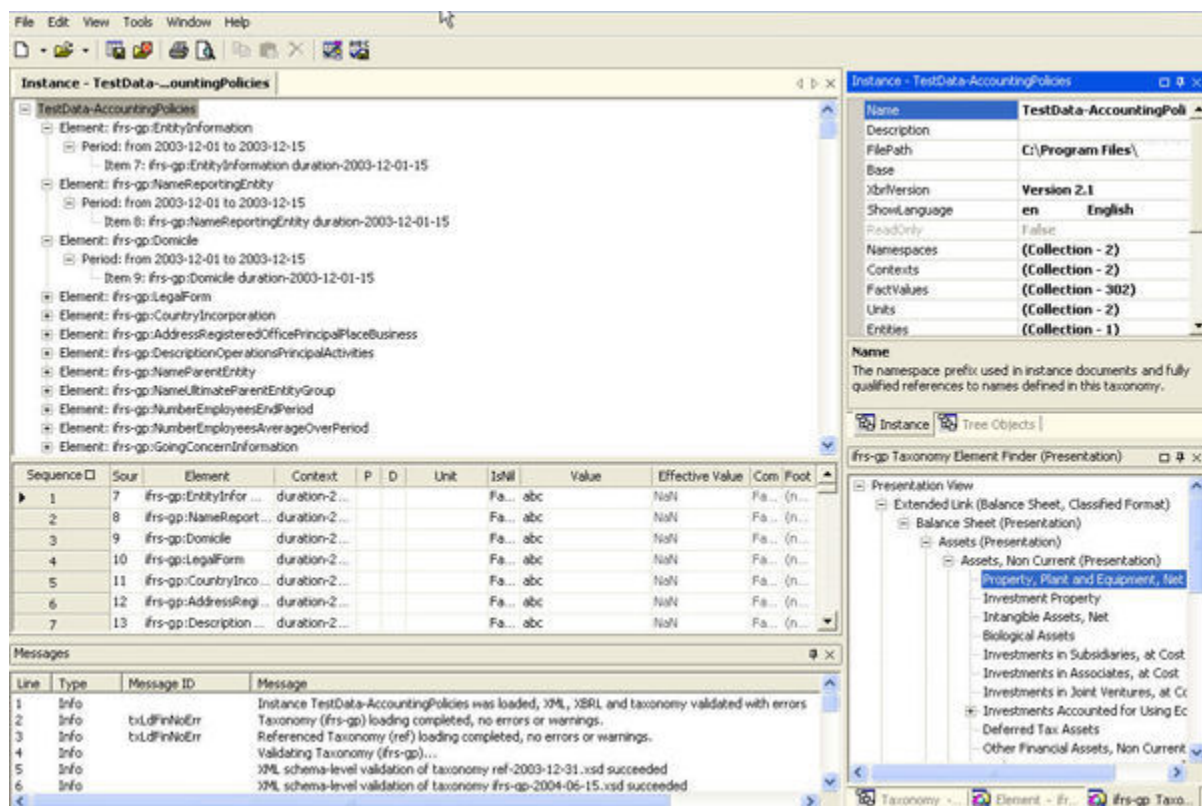 File Edit View Tools Window Help
Instance - TestData-...ountingPolicies
TestData-AccountingPolicies
Element: ifrs-gp:EntityInformation
Period: from 2003-12-01 to 2003-12-15
Item 7: ifrs-gp:EntityInformation duration-2003-12-01-15
Element: ifrs-gp:NameReportingEntity
Period: from 2003-12-01 to 2003-12-15
Item 8: ifrs-gp:NameReportingEntity duration-2003-12-01-15
Element: ifrs-gp:Domicile
Period: from 2003-12-01 to 2003-12-15
Item 9: ifrs-gp:Domicile duration-2003-12-01-15
Element: ifrs-gp:LegalForm
Element: ifrs-gp:CountryIncorporation
Element: ifrs-gp:AddressRegisteredOfficePrincipalPlaceBusiness
Element: ifrs-gp:DescriptionOperationsPrincipalActivities
Element: ifrs-gp:NameParentEntity
Element: ifrs-gp:NameUltimateParentEntityGroup
Element: ifrs-gp:NumberEmployeesEndPeriod
Element: ifrs-gp:NumberEmployeesAverageOverPeriod
Element: ifrs-gp:GoingConcernInformation
Sequence Sour Element Context P D Unit IsNil Value Effective Value Com Foot
1 7 ifrs-gp:EntityInfor ... duration-2... Fa... abc NaN Fa... (n...
2 8 ifrs-gp:NameReport... duration-2... Fa... abc NaN Fa... (n...
3 9 ifrs-gp:Domicile duration-2... Fa... abc NaN Fa... (n...
4 10 ifrs-gp:LegalForm duration-2... Fa... abc NaN Fa... (n...
5 11 ifrs-gp:CountryInco ... duration-2... Fa... abc NaN Fa... (n...
6 12 ifrs-gp:AddressRegi... duration-2... Fa... abc NaN Fa... (n...
7 13 ifrs-gp:Description ... duration-2... Fa... abc NaN Fa... (n...
Messages
Line Type Message ID Message
1 Info Instance TestData-AccountingPolicies was loaded, XML, XBRL and taxonomy validated with errors
2 Info txLdFinNoErr Taxonomy (ifrs-gp) loading completed, no errors or warnings.
3 Info txLdFinNoErr Referenced Taxonomy (ref) loading completed, no errors or warnings.
4 Info Validating Taxonomy (ifrs-gp)...
5 Info XML schema-level validation of taxonomy ref-2003-12-31.xsd succeeded
6 Info XML schema-level validation of taxonomy ifrs-gp-2004-06-15.xsd succeeded
Instance - TestData-AccountingPolicies
Name TestData-AccountingPoli
Description
FilePath C:\Program Files\
Base
XbrlVersion Version 2.1
ShowLanguage en English
ReadOnly False
Namespaces (Collection - 2)
Contexts (Collection - 2)
FactValues (Collection - 302)
Units (Collection - 2)
Entities (Collection - 1)
Name
The namespace prefix used in instance documents and fully
qualified references to names defined in this taxonomy.
Instance Tree Objects
ifrs-gp Taxonomy Element Finder (Presentation)
Presentation View
Extended Link (Balance Sheet, Classified Format)
Balance Sheet (Presentation)
Assets (Presentation)
Assets, Non Current (Presentation)
Property, Plant and Equipment, Net
Investment Property
Intangible Assets, Net
Biological Assets
Investments in Subsidiaries, at Cost
Investments in Associates, at Cost
Investments in Joint Ventures, at Co
Investments Accounted for Using Ec
Deferred Tax Assets
Other Financial Assets, Non Current
Taxonomy -... Element - ifr... ifrs-gp Taxo...